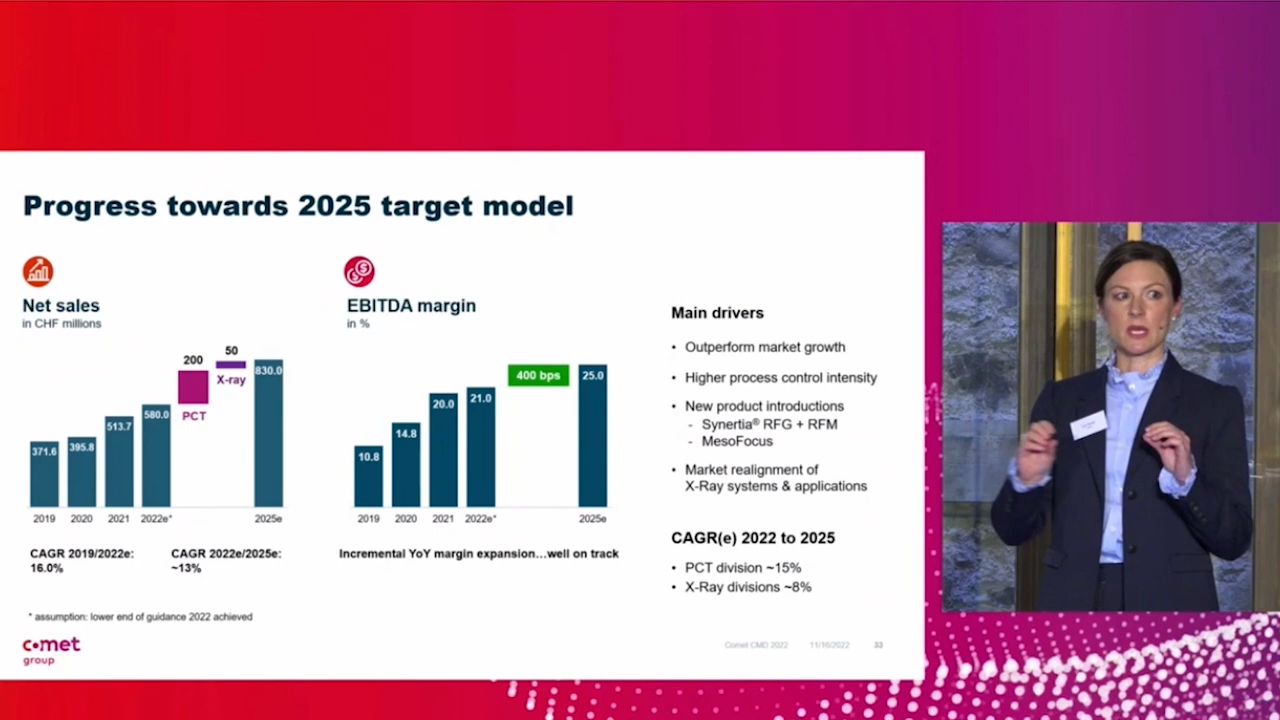 Progress towards 2025 target model
Net sales
in CHF millions
200
50
X-ray
PCT
371.6
395.8
513.7
580.0
830.0
2019
2020
2021
2022e*
2025e
CAGR 2019/2022e:
16.0%
CAGR 2022e/2025e:
~13%
* assumption: lower end of guidance 2022 achieved
EBITDA margin
in %
10.8
14.8
20.0
21.0
400 bps
25.0
2019
2020
2021
2022e*
2025e
Incremental YoY margin expansion…well on track
Main drivers
• Outperform market growth
• Higher process control intensity
• New product introductions
- Synertia® RFG + RFM
- MesoFocus
• Market realignment of
X-Ray systems & applications
CAGR(e) 2022 to 2025
• PCT division ~15%
• X-Ray divisions ~8%
comet
group
Comet CMD 2022
11/16/2022
33